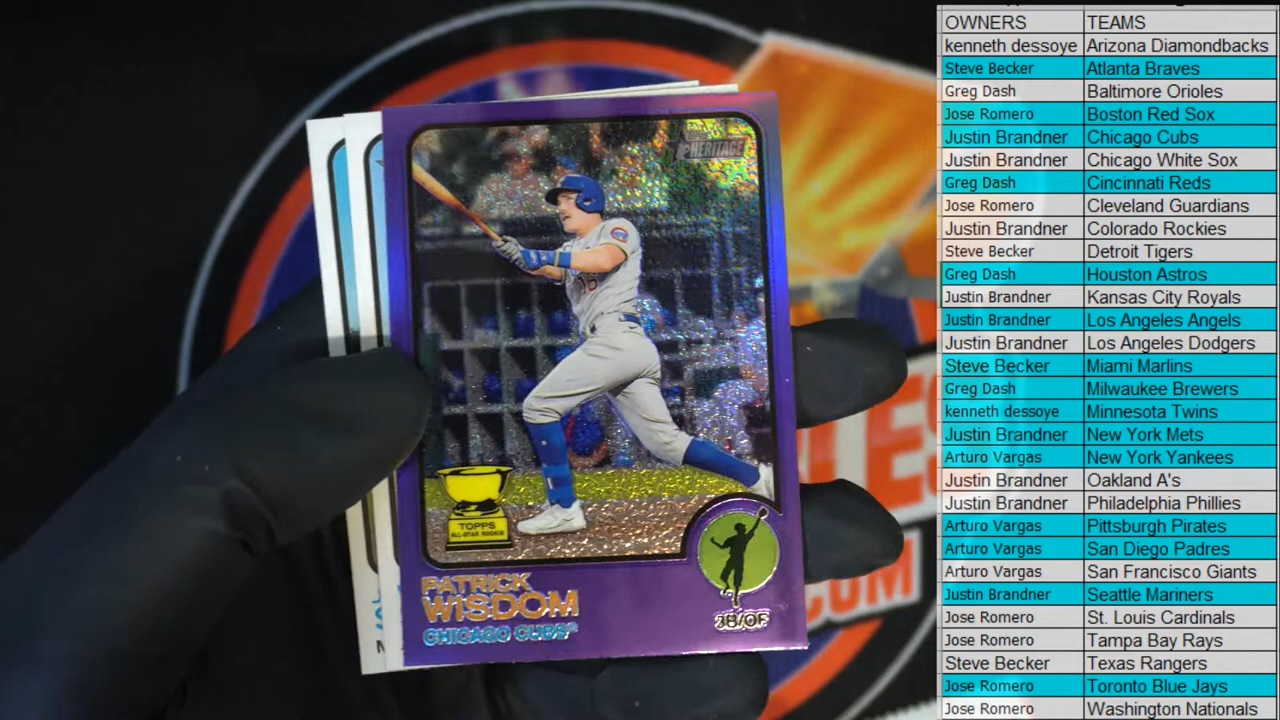 OWNERS TEAMS
kenneth dessoye Arizona Diamondbacks
Steve Becker Atlanta Braves
Greg Dash Baltimore Orioles
Jose Romero Boston Red Sox
Justin Brandner Chicago Cubs
Justin Brandner Chicago White Sox
Greg Dash Cincinnati Reds
Jose Romero Cleveland Guardians
Justin Brandner Colorado Rockies
Steve Becker Detroit Tigers
Greg Dash Houston Astros
Justin Brandner Kansas City Royals
Justin Brandner Los Angeles Angels
Justin Brandner Los Angeles Dodgers
Steve Becker Miami Marlins
Greg Dash Milwaukee Brewers
kenneth dessoye Minnesota Twins
Justin Brandner New York Mets
Arturo Vargas New York Yankees
Justin Brandner Oakland A's
Justin Brandner Philadelphia Phillies
Arturo Vargas Pittsburgh Pirates
Arturo Vargas San Diego Padres
Arturo Vargas San Francisco Giants
Justin Brandner Seattle Mariners
Jose Romero St. Louis Cardinals
Jose Romero Tampa Bay Rays
Steve Becker Texas Rangers
Jose Romero Toronto Blue Jays
Jose Romero Washington Nationals
HERITAGE
TOPPS
ALL-STAR ROOKIE
PATRICK
WISDOM
CHICAGO CUBS®
3B/OF